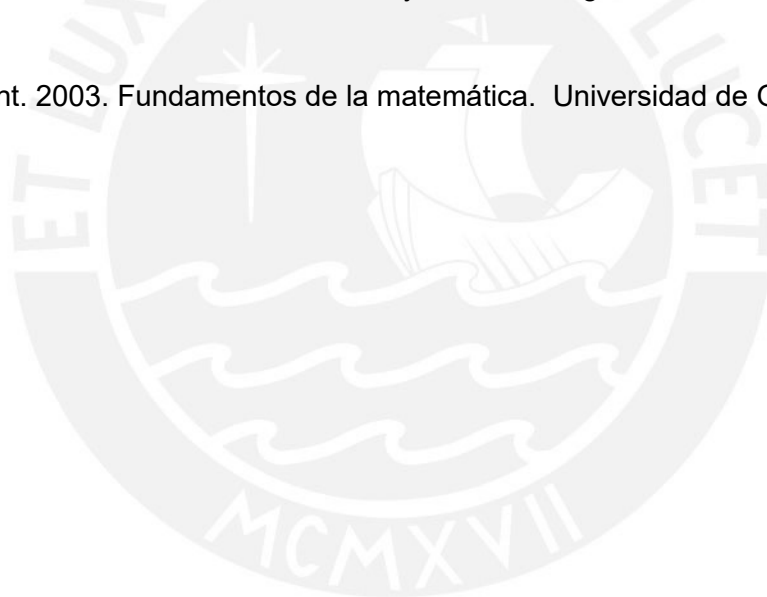 nt. 2003. Fundamentos de la matemática. Universidad de
ET LUX
LUCET
MCMXVII